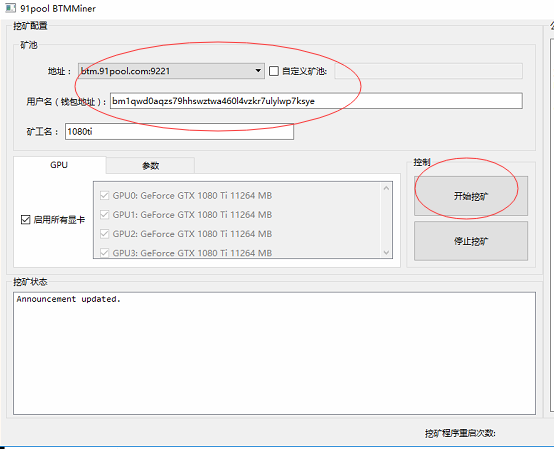 91pool BTMMiner
挖矿配置
矿池
地址： btm.91pool.com:9221 自定义矿池:
用户名（钱包地址）: bm1qwd0aqzs79hhswztwa460l4vzkr7ulylwp7ksye
矿工名： 1080ti
GPU 参数
控制
启用所有显卡
GPU0: GeForce GTX 1080 Ti 11264 MB
GPU1: GeForce GTX 1080 Ti 11264 MB
GPU2: GeForce GTX 1080 Ti 11264 MB
GPU3: GeForce GTX 1080 Ti 11264 MB
开始挖矿
停止挖矿
挖矿状态
Announcement updated.
挖矿程序重启次数: